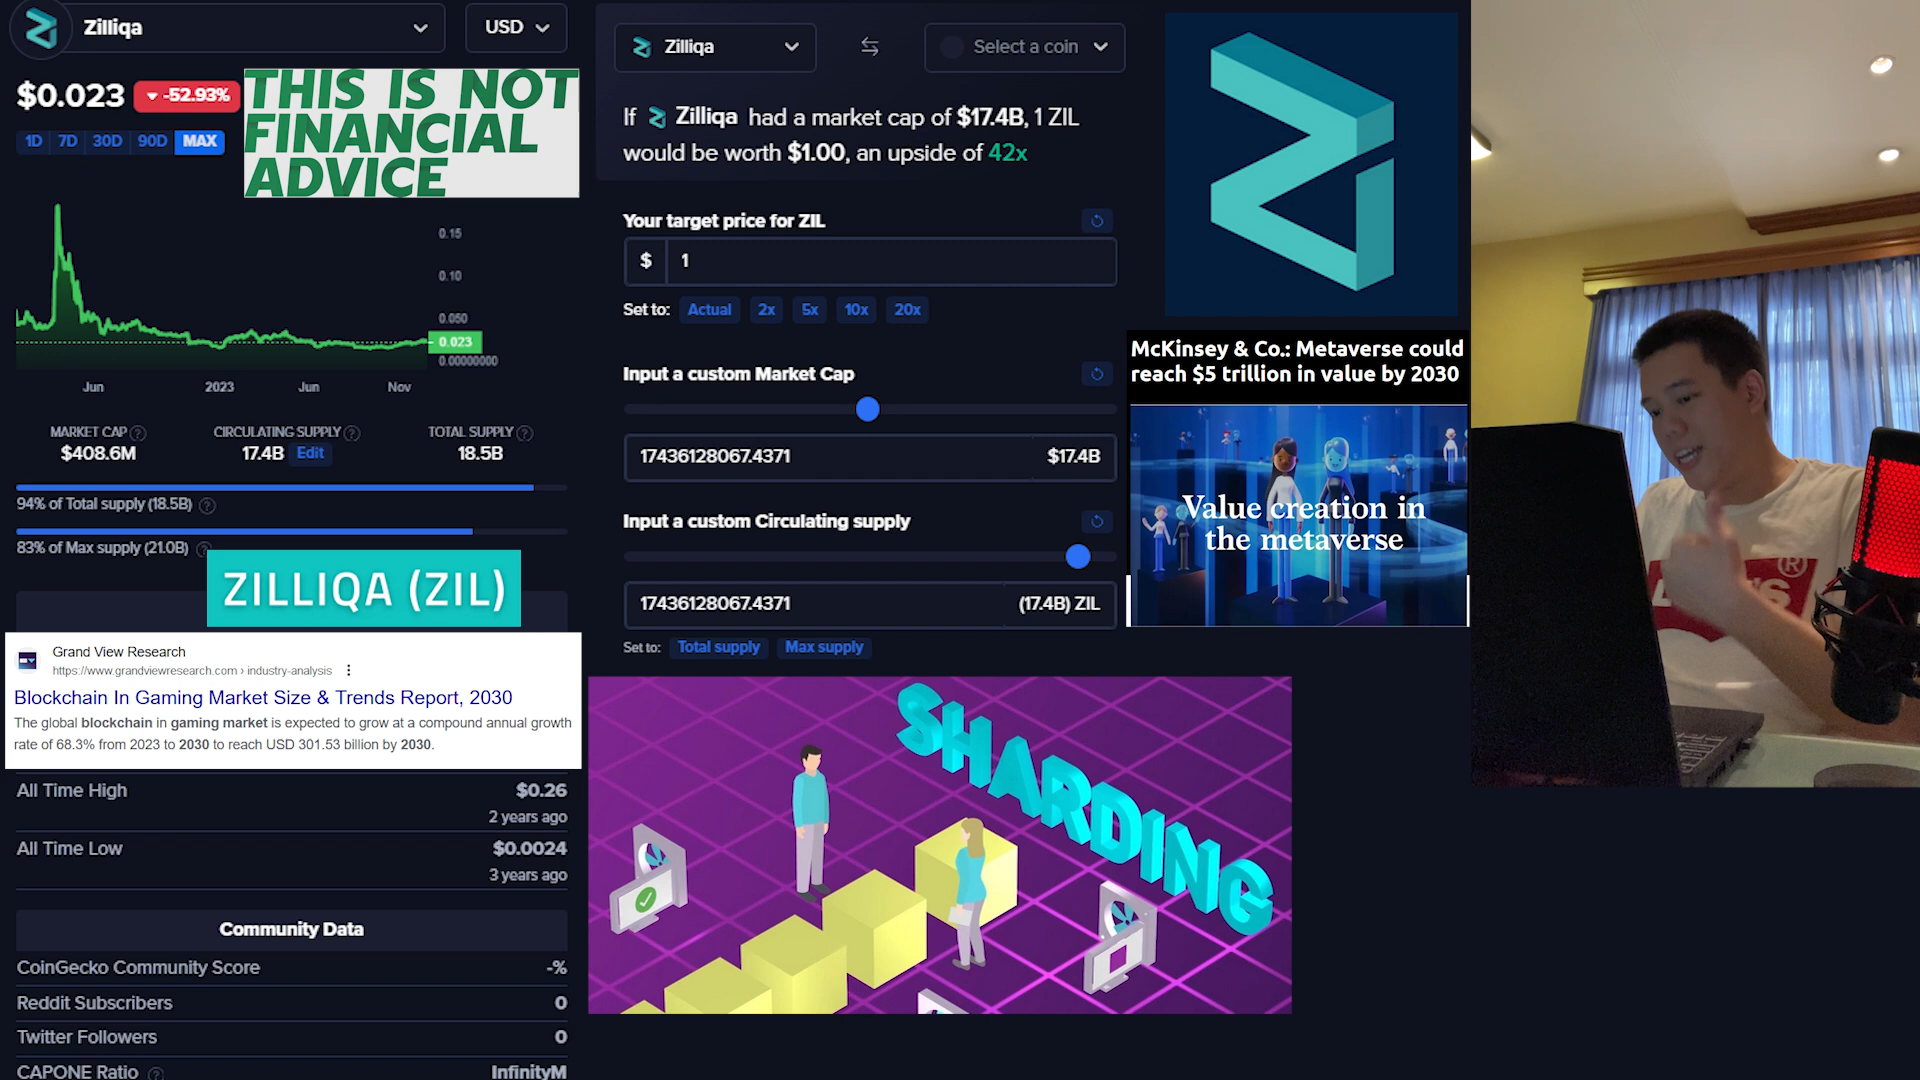 Zilliqa
USD
$0.023
-52.93%
1D 7D 30D 90D MAX
THIS IS NOT
FINANCIAL
ADVICE
0.15
0.10
0.050
0.023
0.00000000
Jun 2023 Jun Nov
MARKET CAP CIRCULATING SUPPLY TOTAL SUPPLY
$408.6M 17.4B Edit 18.5B
94% of Total supply (18.5B)
83% of Max supply (21.0B)
ZILLIQA (ZIL)
Grand View Research
https://www.grandviewresearch.com › industry-analysis
Blockchain In Gaming Market Size & Trends Report, 2030
The global blockchain in gaming market is expected to grow at a compound annual growth
rate of 68.3% from 2023 to 2030 to reach USD 301.53 billion by 2030.
All Time High $0.26
2 years ago
All Time Low $0.0024
3 years ago
Community Data
CoinGecko Community Score -%
Reddit Subscribers 0
Twitter Followers 0
CAPONE Ratio InfinityM
Zilliqa
Select a coin
If Zilliqa had a market cap of $17.4B, 1 ZIL
would be worth $1.00, an upside of 42x
Your target price for ZIL
$ 1
Set to: Actual 2x 5x 10x 20x
Input a custom Market Cap
17436128067.4371 $17.4B
Input a custom Circulating supply
17436128067.4371 (17.4B) ZIL
Set to: Total supply Max supply
McKinsey & Co.: Metaverse could
reach $5 trillion in value by 2030
Value creation in
the metaverse
SHARDING